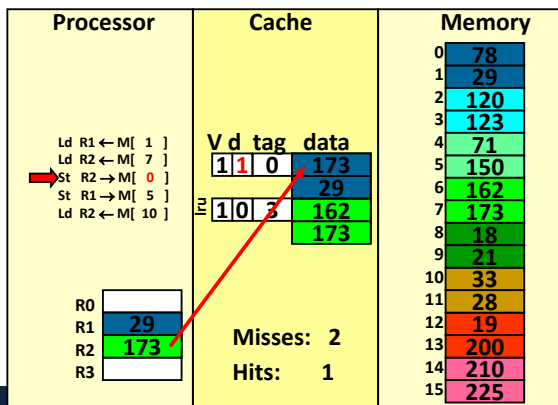 Processor
Ld R1 ← M[ 1 ]
Ld R2 ← M[ 7 ]
St R2 → M[ 0 ]
St R1 → M[ 5 ]
Ld R2 ← M[ 10 ]
R0
R1 29
R2 173
R3
Cache
V d tag data
1 1 0 173
29
lru 1 0 3 162
173
Misses: 2
Hits: 1
Memory
0 78
1 29
2 120
3 123
4 71
5 150
6 162
7 173
8 18
9 21
10 33
11 28
12 19
13 200
14 210
15 225